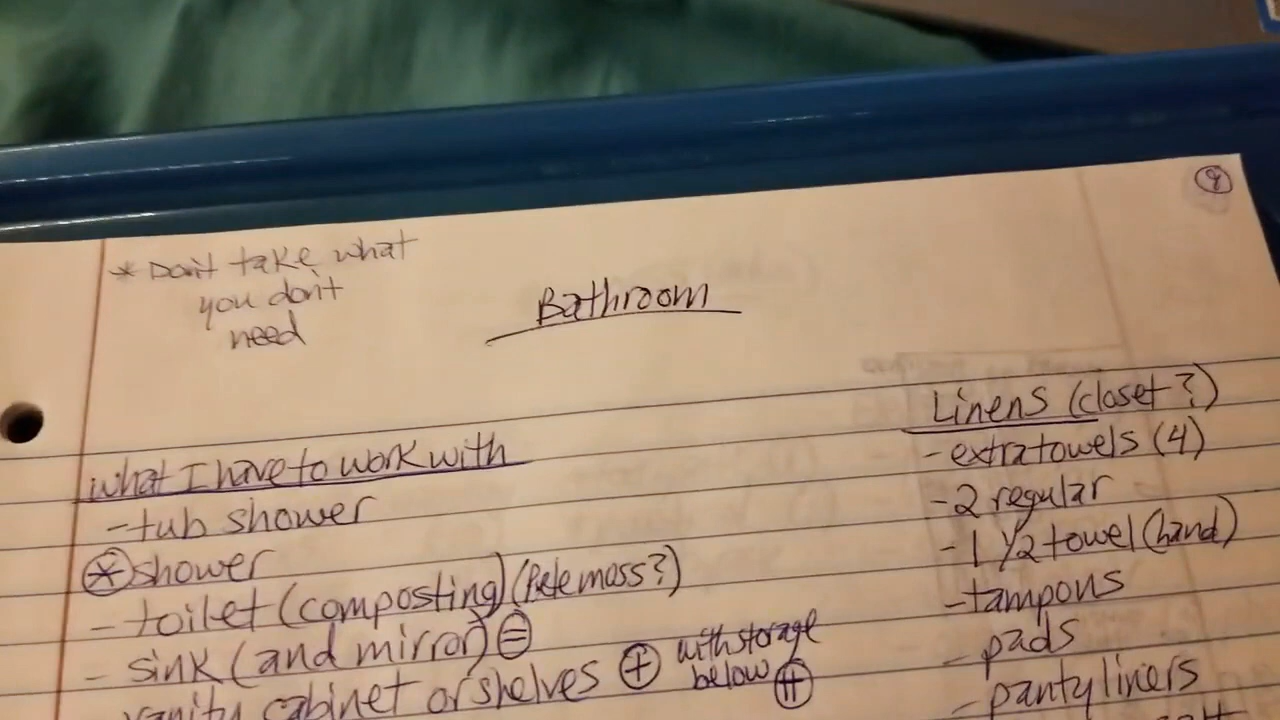 * Don't take what
you don't
need
Bathroom
what I have to work with
- tub shower
* shower
- toilet (composting) (Pete moss?)
- sink (and mirror) =
vanity cabinet or shelves + with storage
below #
Linens (closet?)
- extra towels (4)
- 2 regular
- 1 1/2 towel (hand)
- tampons
- pads
- panty liners